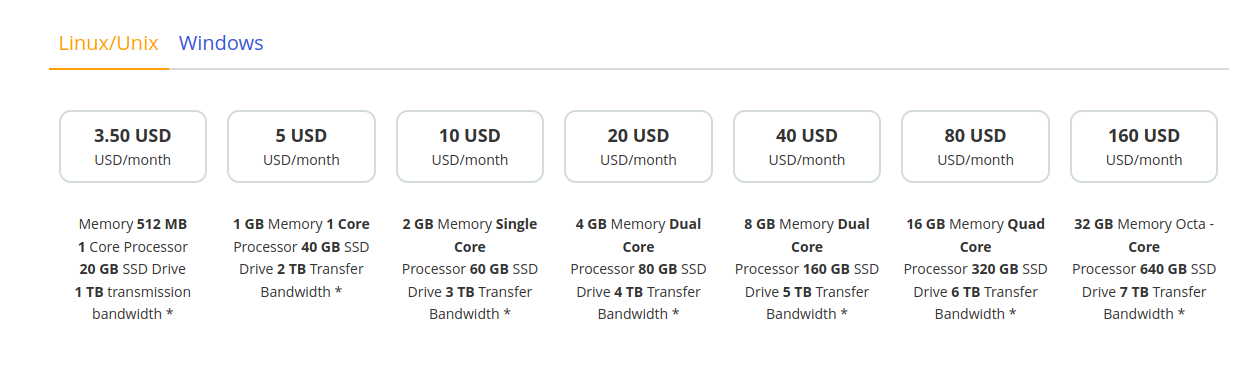 Linux/Unix Windows
3.50 USD
USD/month
Memory 512 MB
1 Core Processor
20 GB SSD Drive
1 TB transmission
bandwidth *
5 USD
USD/month
1 GB Memory 1 Core
Processor 40 GB SSD
Drive 2 TB Transfer
Bandwidth *
10 USD
USD/month
2 GB Memory Single
Core
Processor 60 GB SSD
Drive 3 TB Transfer
Bandwidth *
20 USD
USD/month
4 GB Memory Dual
Core
Processor 80 GB SSD
Drive 4 TB Transfer
Bandwidth *
40 USD
USD/month
8 GB Memory Dual
Core
Processor 160 GB SSD
Drive 5 TB Transfer
Bandwidth *
80 USD
USD/month
16 GB Memory Quad
Core
Processor 320 GB SSD
Drive 6 TB Transfer
Bandwidth *
160 USD
USD/month
32 GB Memory Octa -
Core
Processor 640 GB SSD
Drive 7 TB Transfer
Bandwidth *